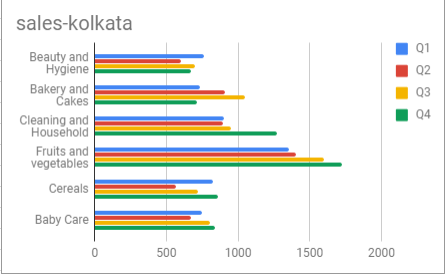 sales-kolkata
Q1
Q2
Q3
Q4
Beauty and
Hygiene
Bakery and
Cakes
Cleaning and
Household
Fruits and
vegetables
Cereals
Baby Care
0 500 1000 1500 2000